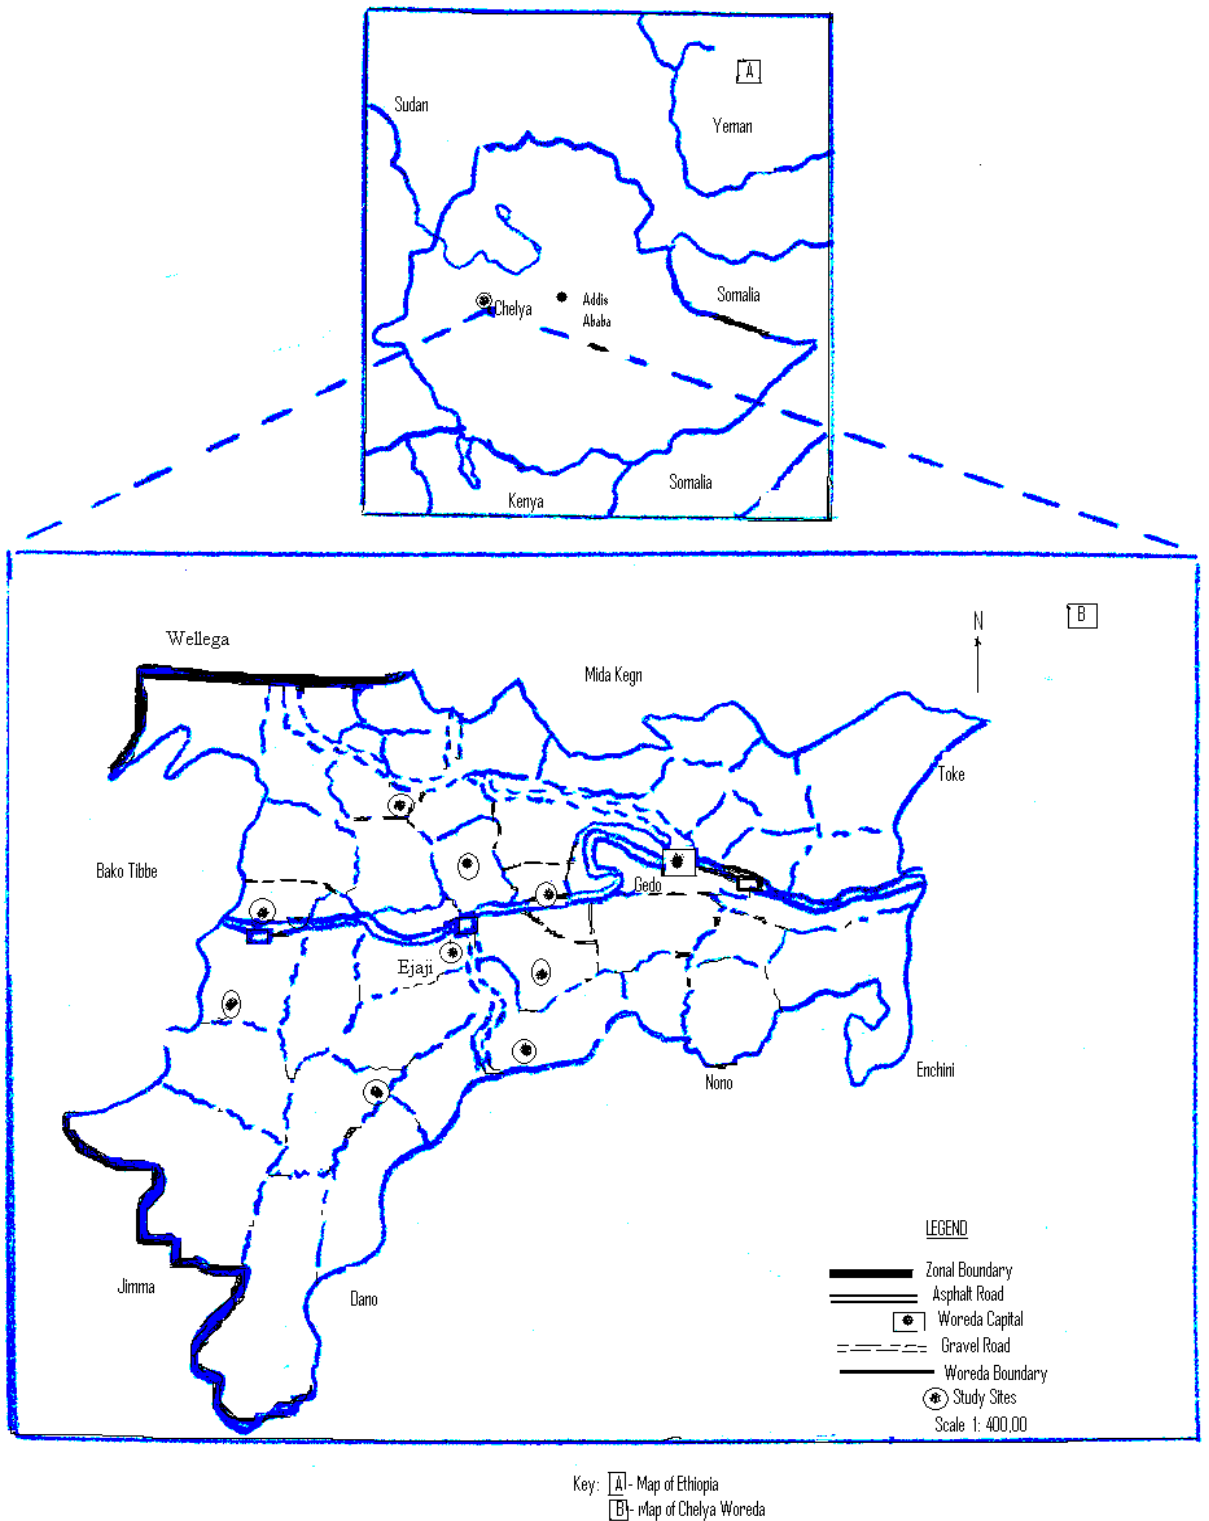 A
Sudan
Yeman
Somalia
Chelya
Addis
Ababa
Somalia
Kenya
B
N
Wellega
Mida Kegn
Toke
Bako Tibbe
Gedo
Ejaji
Enchini
Nono
Jimma
Dano
LEGEND
Zonal Boundary
Asphalt Road
Woreda Capital
Gravel Road
Woreda Boundary
Study Sites
Scale 1: 400,00
Key: A - Map of Ethiopia
B - Map of Chelya Woreda